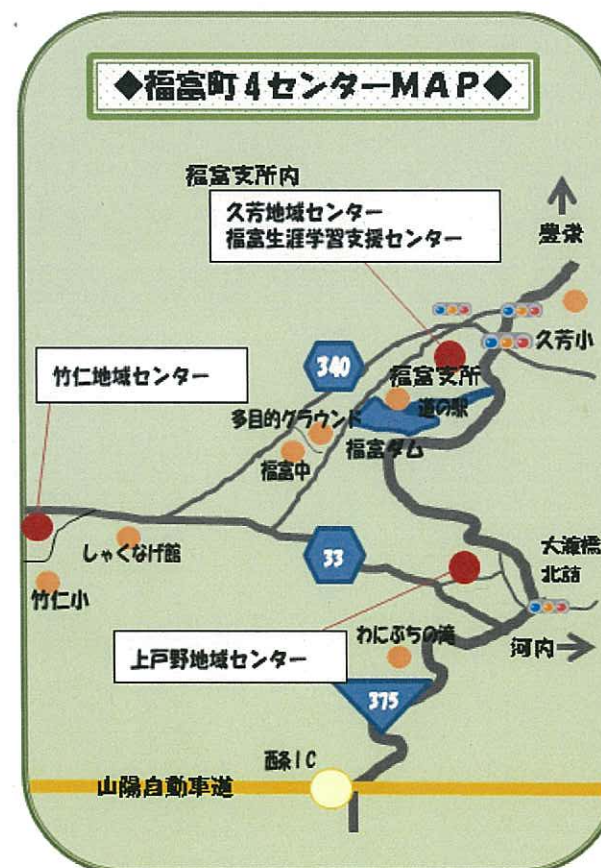 ◆福富町4センターMAP◆
福富支所内
久芳地域センター
福富生涯学習支援センター
豊栄
久芳小
竹仁地域センター
340
福富支所
道の駅
多目的グラウンド
福富ダム
福富中
しゃくなげ館
33
大渡橋
北詰
竹仁小
わにぶちの滝
河内
上戸野地域センター
375
西条IC
山陽自動車道